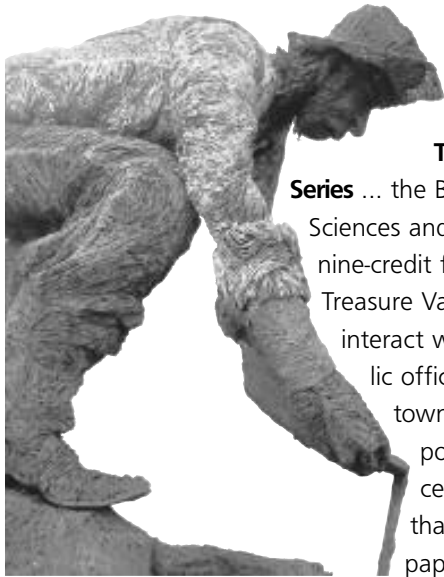 T
Series ... the B
Sciences and
nine-credit f
Treasure Va
interact w
lic offic
town
po
ce
tha
pap